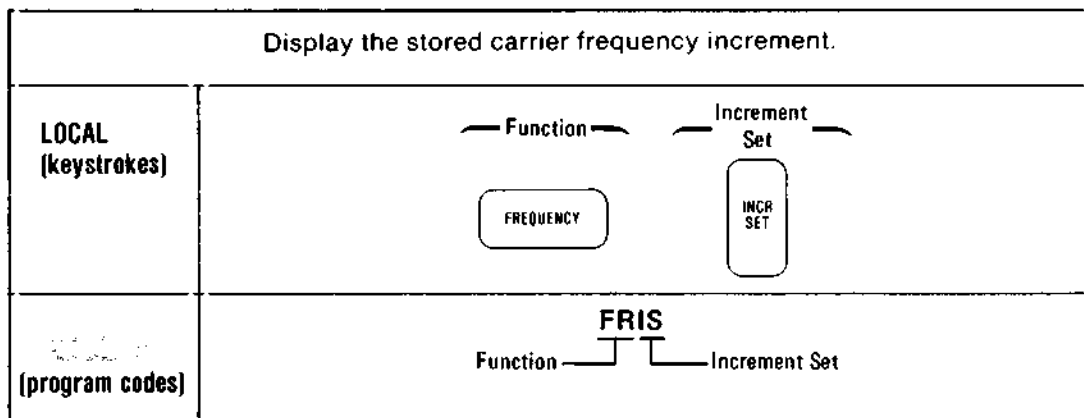 Display the stored carrier frequency increment.
LOCAL
(keystrokes)
Function
Increment
Set
FREQUENCY
INCR
SET
(program codes)
FRIS
Function
Increment Set